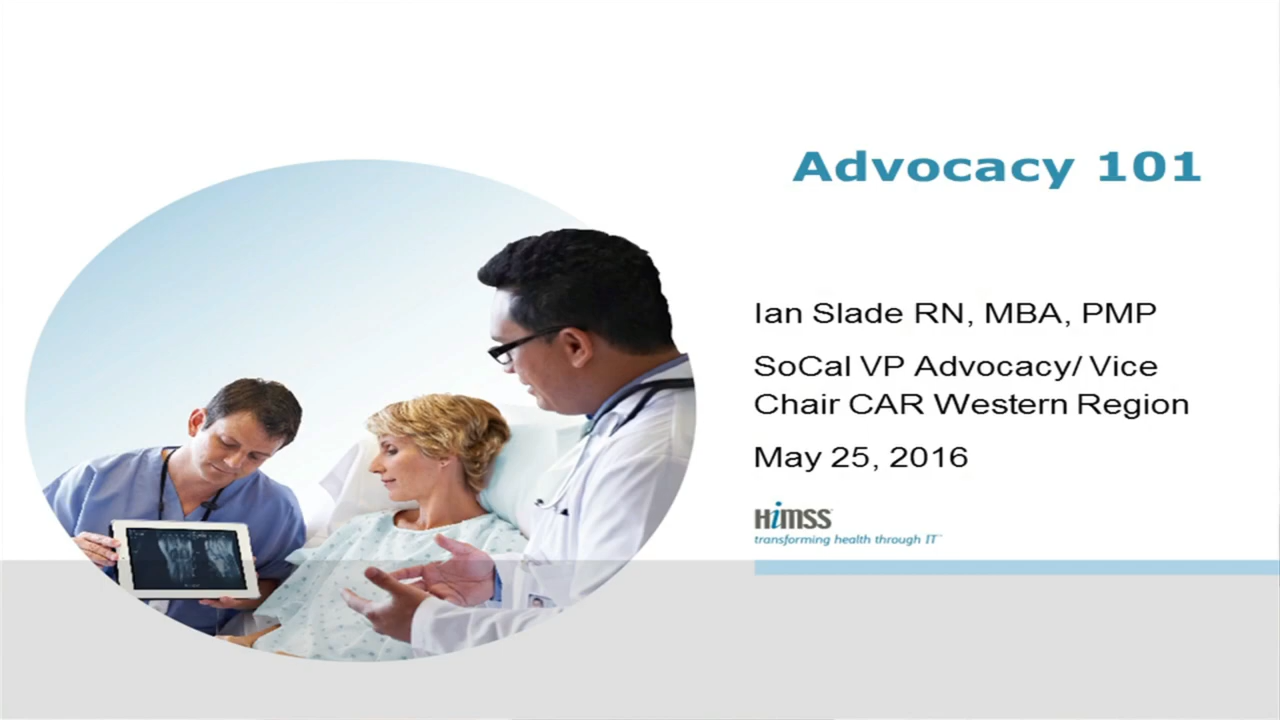 Advocacy 101
Ian Slade RN, MBA, PMP
SoCal VP Advocacy/ Vice
Chair CAR Western Region
May 25, 2016
HiMSS
transforming health through IT™